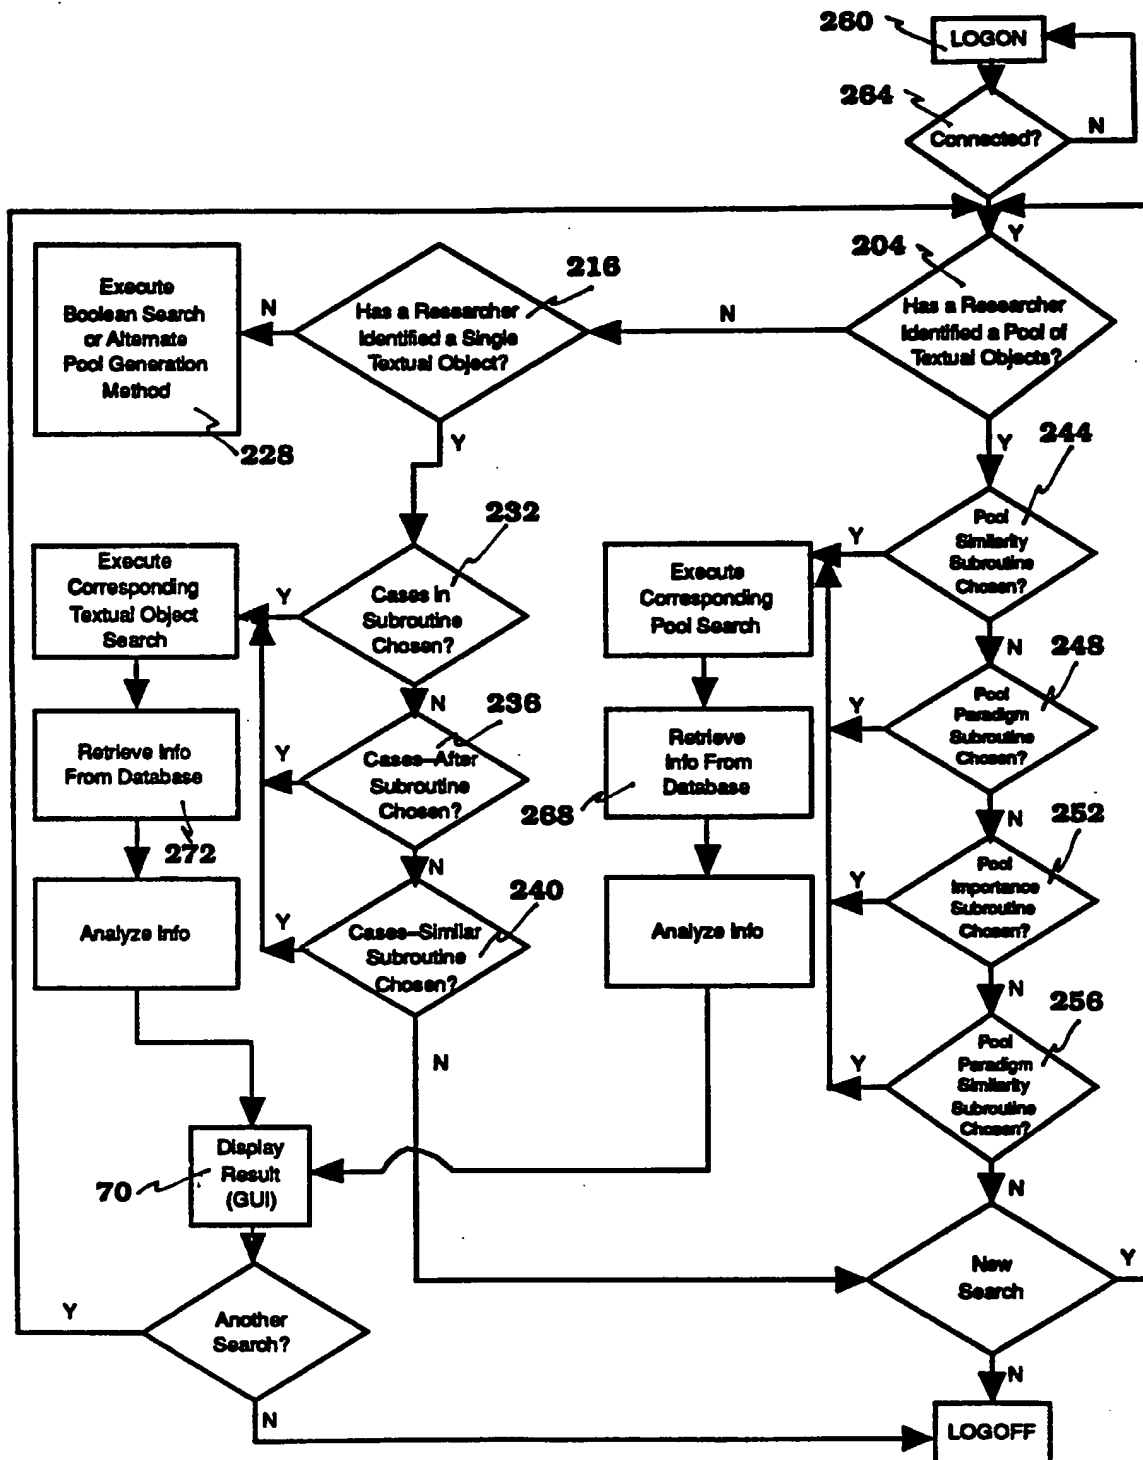 260
LOGON
264
Connected?
N
Y
204
Has a Researcher
Identified a Pool of
Textual Objects?
N
216
Has a Researcher
Identified a Single
Textual Object?
N
Execute
Boolean Search
or Alternate
Pool Generation
Method
228
Y
Y
244
Pool
Similarity
Subroutine
Chosen?
Y
N
232
Cases In
Subroutine
Chosen?
Y
N
Execute
Corresponding
Textual Object
Search
Execute
Corresponding
Pool Search
248
Pool
Paradigm
Subroutine
Chosen?
Y
N
236
Cases-After
Subroutine
Chosen?
Y
N
Retrieve Info
From Database
272
Retrieve
Info From
Database
268
252
Pool
Importance
Subroutine
Chosen?
Y
N
240
Cases-Similar
Subroutine
Chosen?
Y
N
Analyze Info
Analyze Info
256
Pool
Paradigm
Similarity
Subroutine
Chosen?
Y
N
Display
Result
(GUI)
70
New
Search
Y
N
Another
Search?
Y
N
LOGOFF